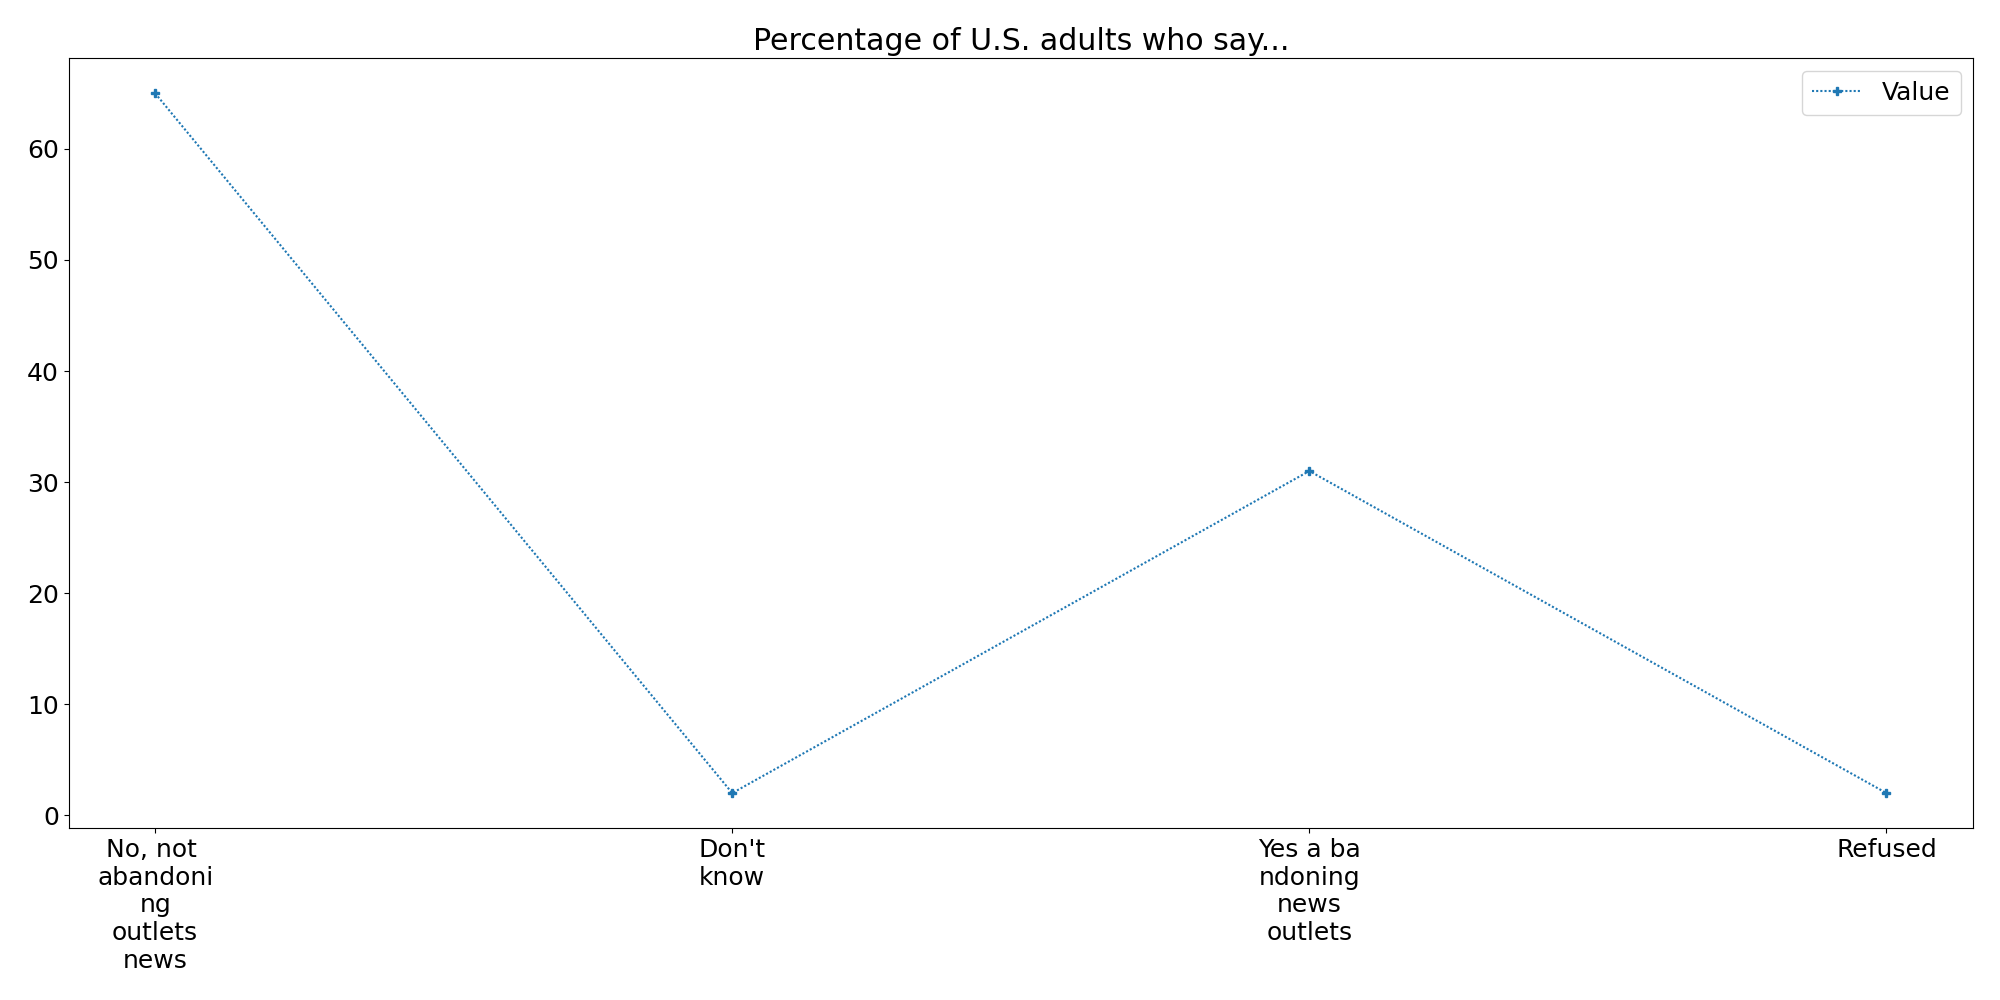 Percentage of U.S. adults who say...
Value
60
50
40
30
20
10
0
No, not
abandoni
ng
outlets
news
Don't
know
Yes a ba
ndoning
news
outlets
Refused